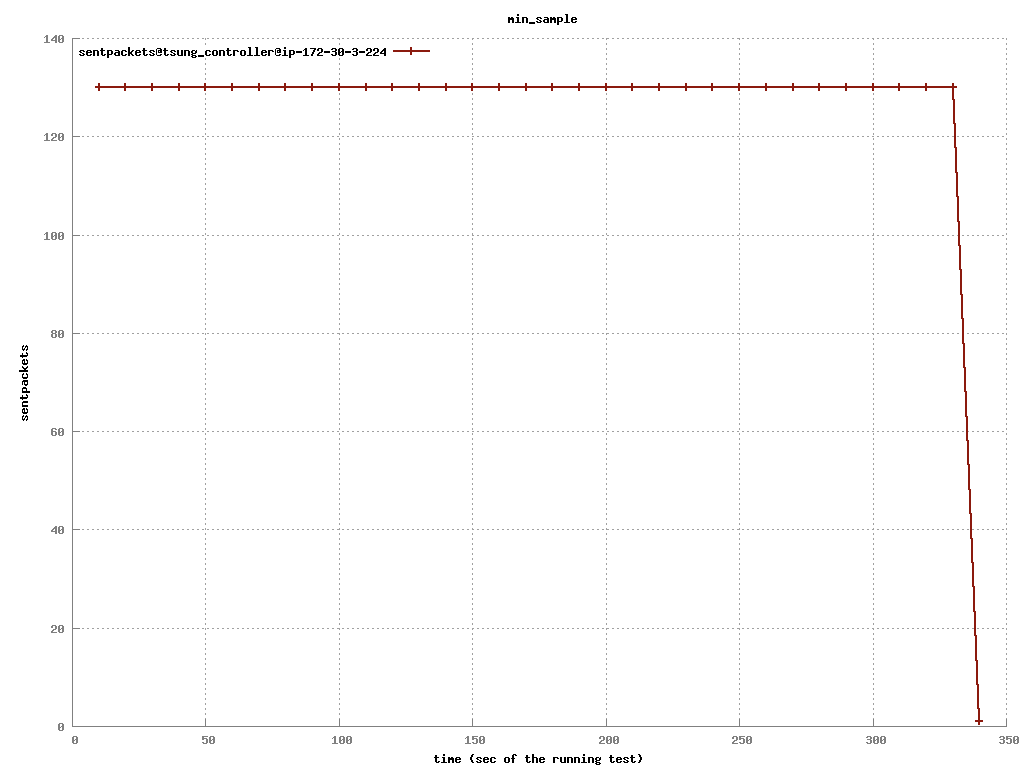 min_sample
sentpackets@tsung_controller@ip-172-30-3-224
140
120
100
80
60
40
20
0
sentpackets
0 50 100 150 200 250 300 350
time (sec of the running test)